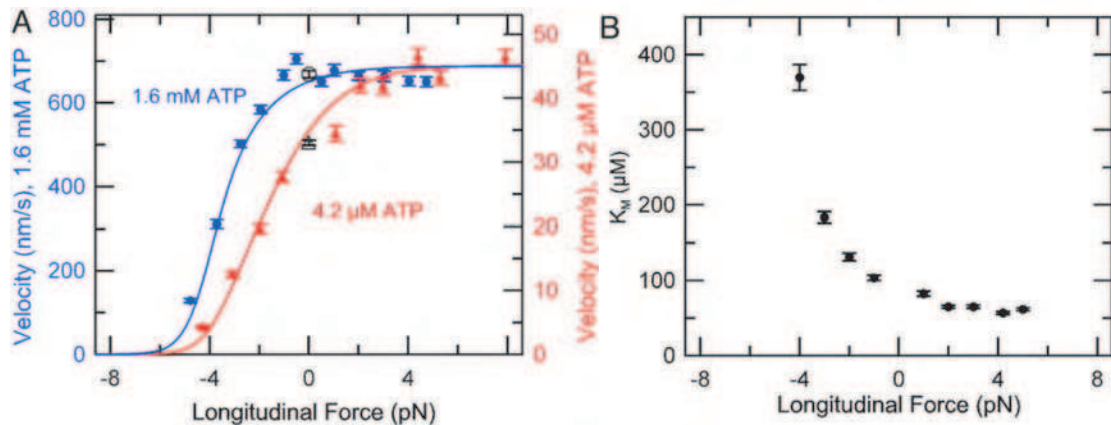 A
Velocity (nm/s), 1.6 mM ATP
800
600
400
200
0
1.6 mM ATP
4.2 μM ATP
50
40
30
20
10
0
Velocity (nm/s), 4.2 μM ATP
-8
-4
0
4
Longitudinal Force (pN)
B
K_M (μM)
400
300
200
100
0
-8
-4
0
4
8
Longitudinal Force (pN)